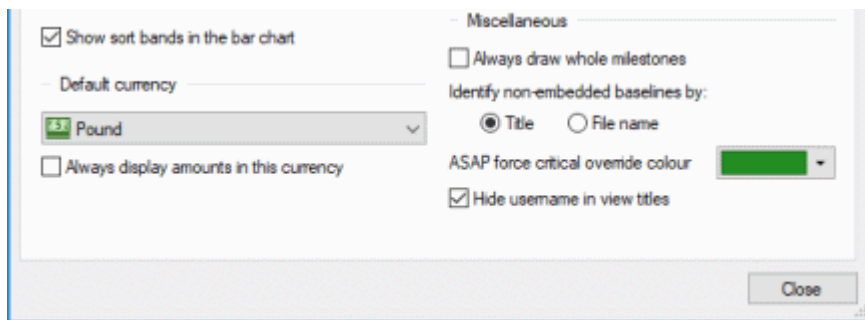 Show sort bands in the bar chart
Default currency
Pound
Always display amounts in this currency
Miscellaneous
Always draw whole milestones
Identify non-embedded baselines by:
Title File name
ASAP force critical override colour
Hide username in view titles
Close